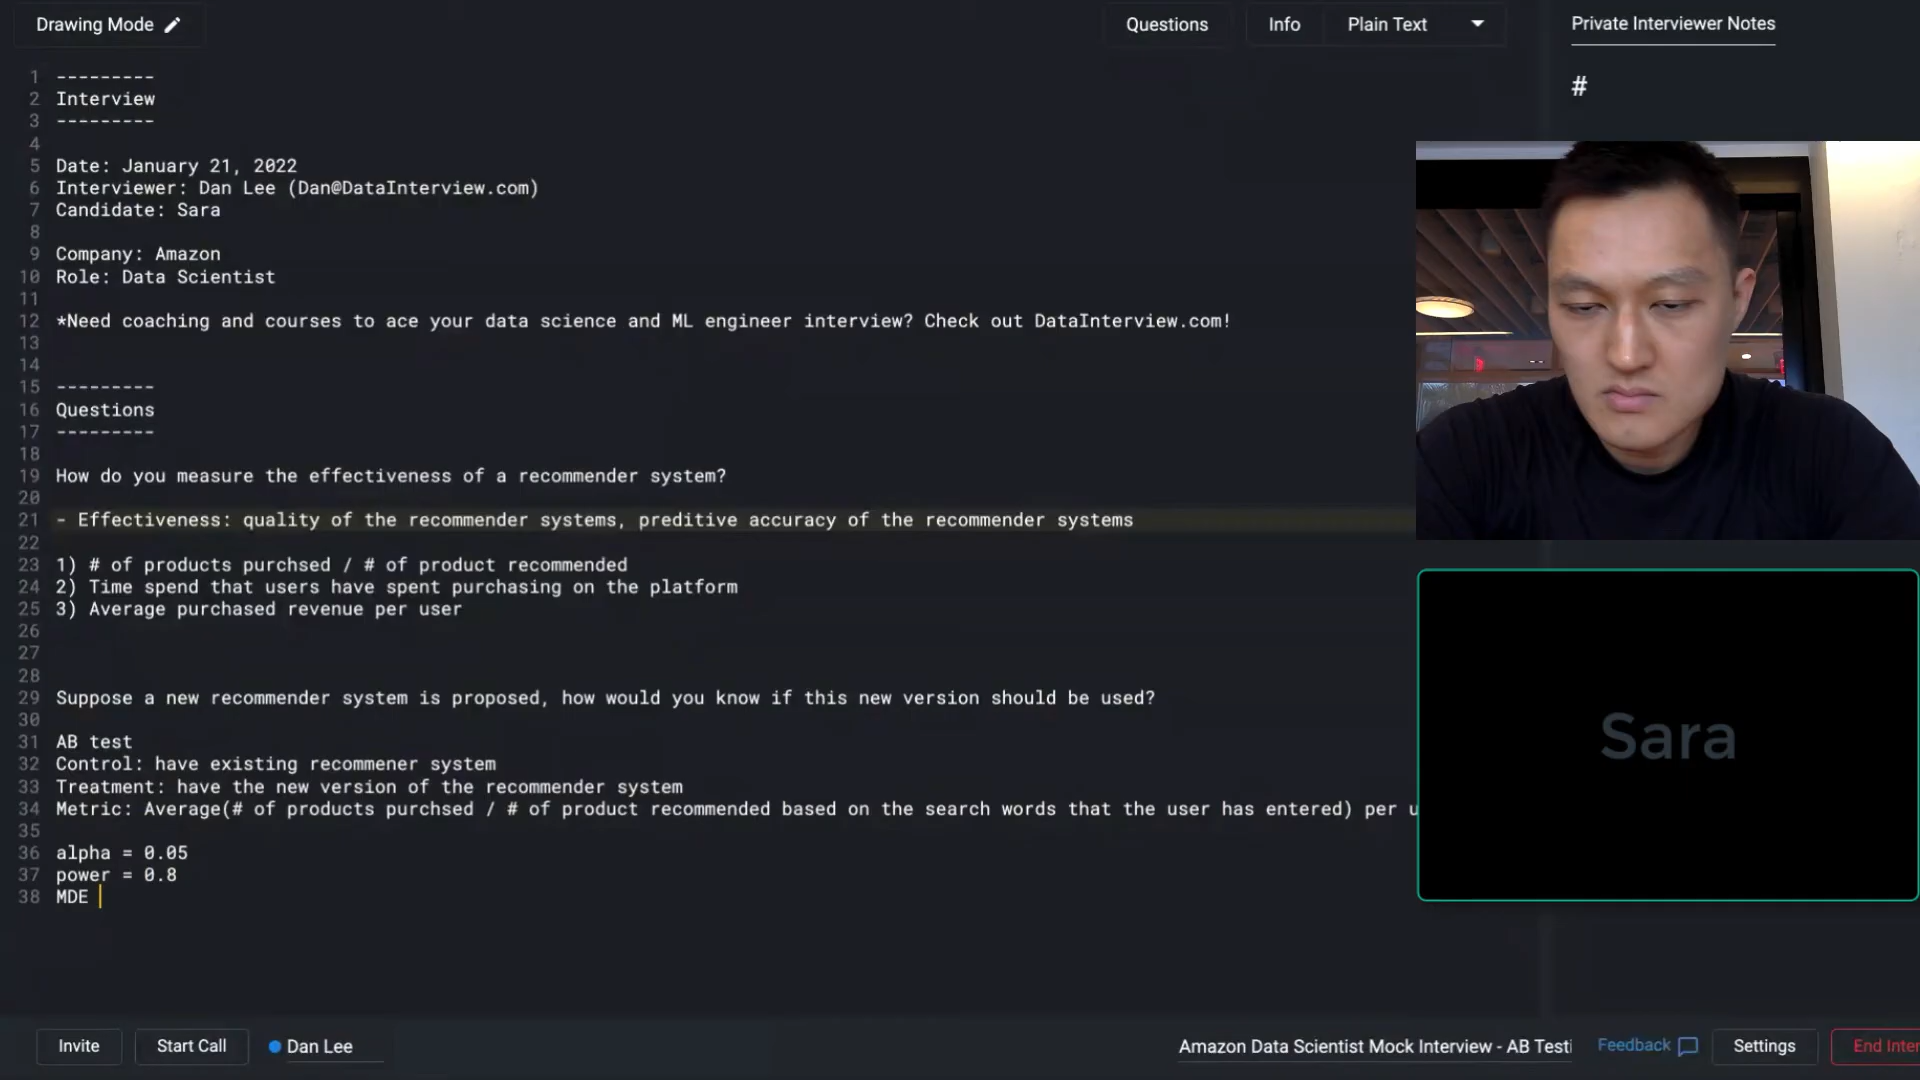 Drawing Mode
Questions
Info
Plain Text
Private Interviewer Notes
#
1 ---------
2 Interview
3 ---------
4
5 Date: January 21, 2022
6 Interviewer: Dan Lee (Dan@DataInterview.com)
7 Candidate: Sara
8
9 Company: Amazon
10 Role: Data Scientist
11
12 *Need coaching and courses to ace your data science and ML engineer interview? Check out DataInterview.com!
13
14
15 ---------
16 Questions
17 ---------
18
19 How do you measure the effectiveness of a recommender system?
20
21 - Effectiveness: quality of the recommender systems, preditive accuracy of the recommender systems
22
23 1) # of products purchsed / # of product recommended
24 2) Time spend that users have spent purchasing on the platform
25 3) Average purchased revenue per user
26
27
28
29 Suppose a new recommender system is proposed, how would you know if this new version should be used?
30
31 AB test
32 Control: have existing recommener system
33 Treatment: have the new version of the recommender system
34 Metric: Average(# of products purchsed / # of product recommended based on the search words that the user has entered) per u
35
36 alpha = 0.05
37 power = 0.8
38 MDE
Sara
Invite
Start Call
Dan Lee
Amazon Data Scientist Mock Interview - AB Testi
Feedback
Settings
End Inter